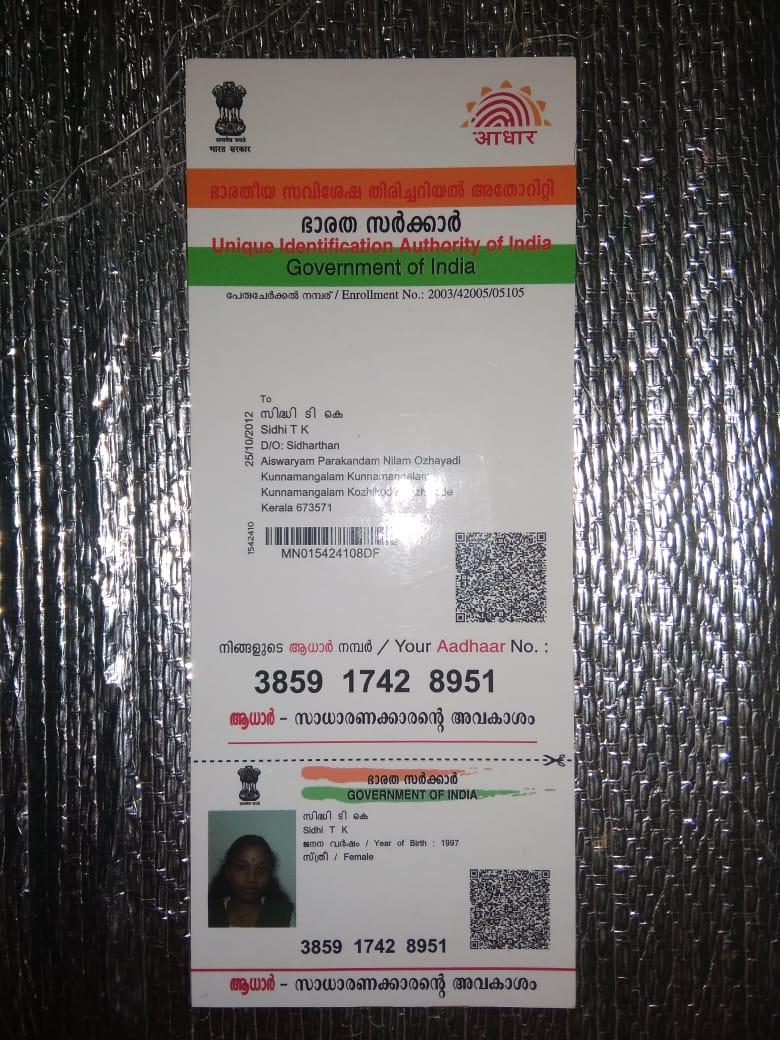 सत्यमेव जयते
भारत सरकार
आधार
ഭാരതീയ സവിശേഷ തിരിച്ചറിയൽ അതോറിറ്റി
ഭാരത സർക്കാർ
Unique Identification Authority of India
Government of India
പേരുചേർക്കൽ നമ്പര് / Enrollment No.: 2003/42005/05105
25/10/2012
To
സിദ്ധി ടി കെ
Sidhi T K
D/O: Sidharthan
Aiswaryam Parakandam Nilam Ozhayadi
Kunnamangalam Kunnamangalam
Kunnamangalam
Kerala 673571
1542410
MN015424108DF
നിങ്ങളുടെ ആധാർ നമ്പർ / Your Aadhaar No. :
3859 1742 8951
ആധാർ – സാധാരണക്കാരന്റെ അവകാശം
ഭാരത സർക്കാർ
GOVERNMENT OF INDIA
സിദ്ധി ടി കെ
Sidhi T K
ജനന വർഷം / Year of Birth : 1997
സ്ത്രീ / Female
3859 1742 8951
ആധാർ – സാധാരണക്കാരന്റെ അവകാശം